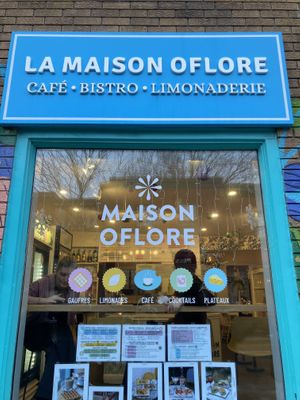 LA MAISON OFLORE
CAFÉ • BISTRO • LIMONADERIE
MAISON
OFLORE
GAUFRES LIMONADES CAFÉ COCKTAILS PLATEAUX